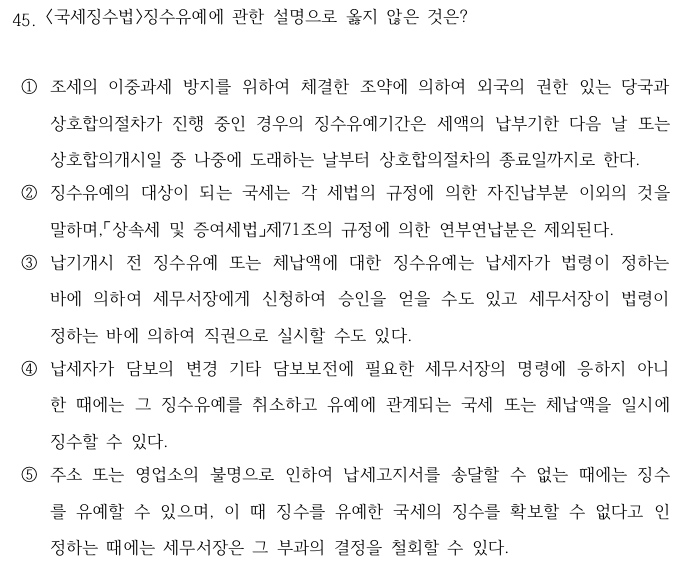 45. 〈국세징수법〉징수유예에 관한 설명으로 옳지 않은 것은?
① 조세의 이중과세 방지를 위하여 체결한 조약에 의하여 외국의 권한 있는 당국과
상호합의절차가 진행 중인 경우의 징수유예기간은 세액의 납부기한 다음 날 또는
상호합의개시일 중 나중에 도래하는 날부터 상호합의절차의 종료일까지로 한다.
② 징수유예의 대상이 되는 국세는 각 세법의 규정에 의한 자진납부분 이외의 것을
말하며,「상속세 및 증여세법」제71조의 규정에 의한 연부연납분은 제외된다.
③ 납기개시 전 징수유예 또는 체납액에 대한 징수유예는 납세자가 법령이 정하는
바에 의하여 세무서장에게 신청하여 승인을 얻을 수도 있고 세무서장이 법령이
정하는 바에 의하여 직권으로 실시할 수도 있다.
④ 납세자가 담보의 변경 기타 담보보전에 필요한 세무서장의 명령에 응하지 아니
한 때에는 그 징수유예를 취소하고 유예에 관계되는 국세 또는 체납액을 일시에
징수할 수 있다.
⑤ 주소 또는 영업소의 불명으로 인하여 납세고지서를 송달할 수 없는 때에는 징수
를 유예할 수 있으며, 이 때 징수를 유예한 국세의 징수를 확보할 수 없다고 인
정하는 때에는 세무서장은 그 부과의 결정을 철회할 수 있다.